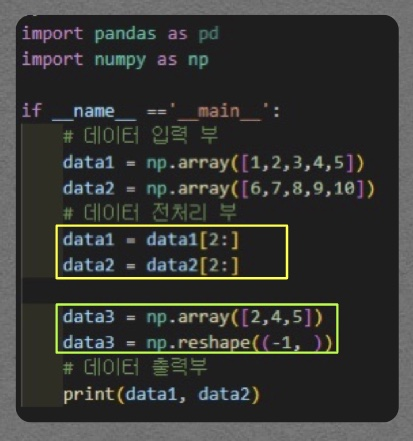 import pandas as pd
import numpy as np
if __name__ =='__main__':
# 데이터 입력 부
data1 = np.array([1,2,3,4,5])
data2 = np.array([6,7,8,9,10])
# 데이터 전처리 부
data1 = data1[2:]
data2 = data2[2:]
data3 = np.array([2,4,5])
data3 = np.reshape((-1, ))
# 데이터 출력부
print(data1, data2)